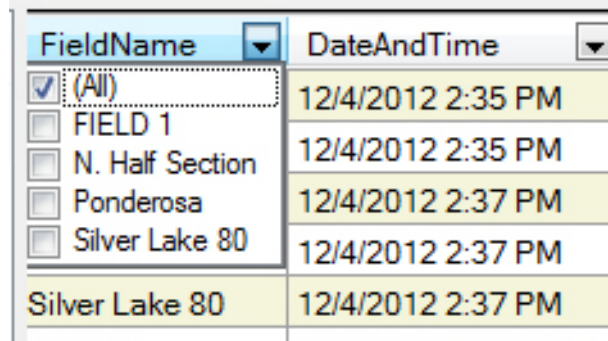 FieldName DateAndTime
(All) 12/4/2012 2:35 PM
FIELD 1
N. Half Section 12/4/2012 2:35 PM
Ponderosa 12/4/2012 2:37 PM
Silver Lake 80 12/4/2012 2:37 PM
Silver Lake 80 12/4/2012 2:37 PM